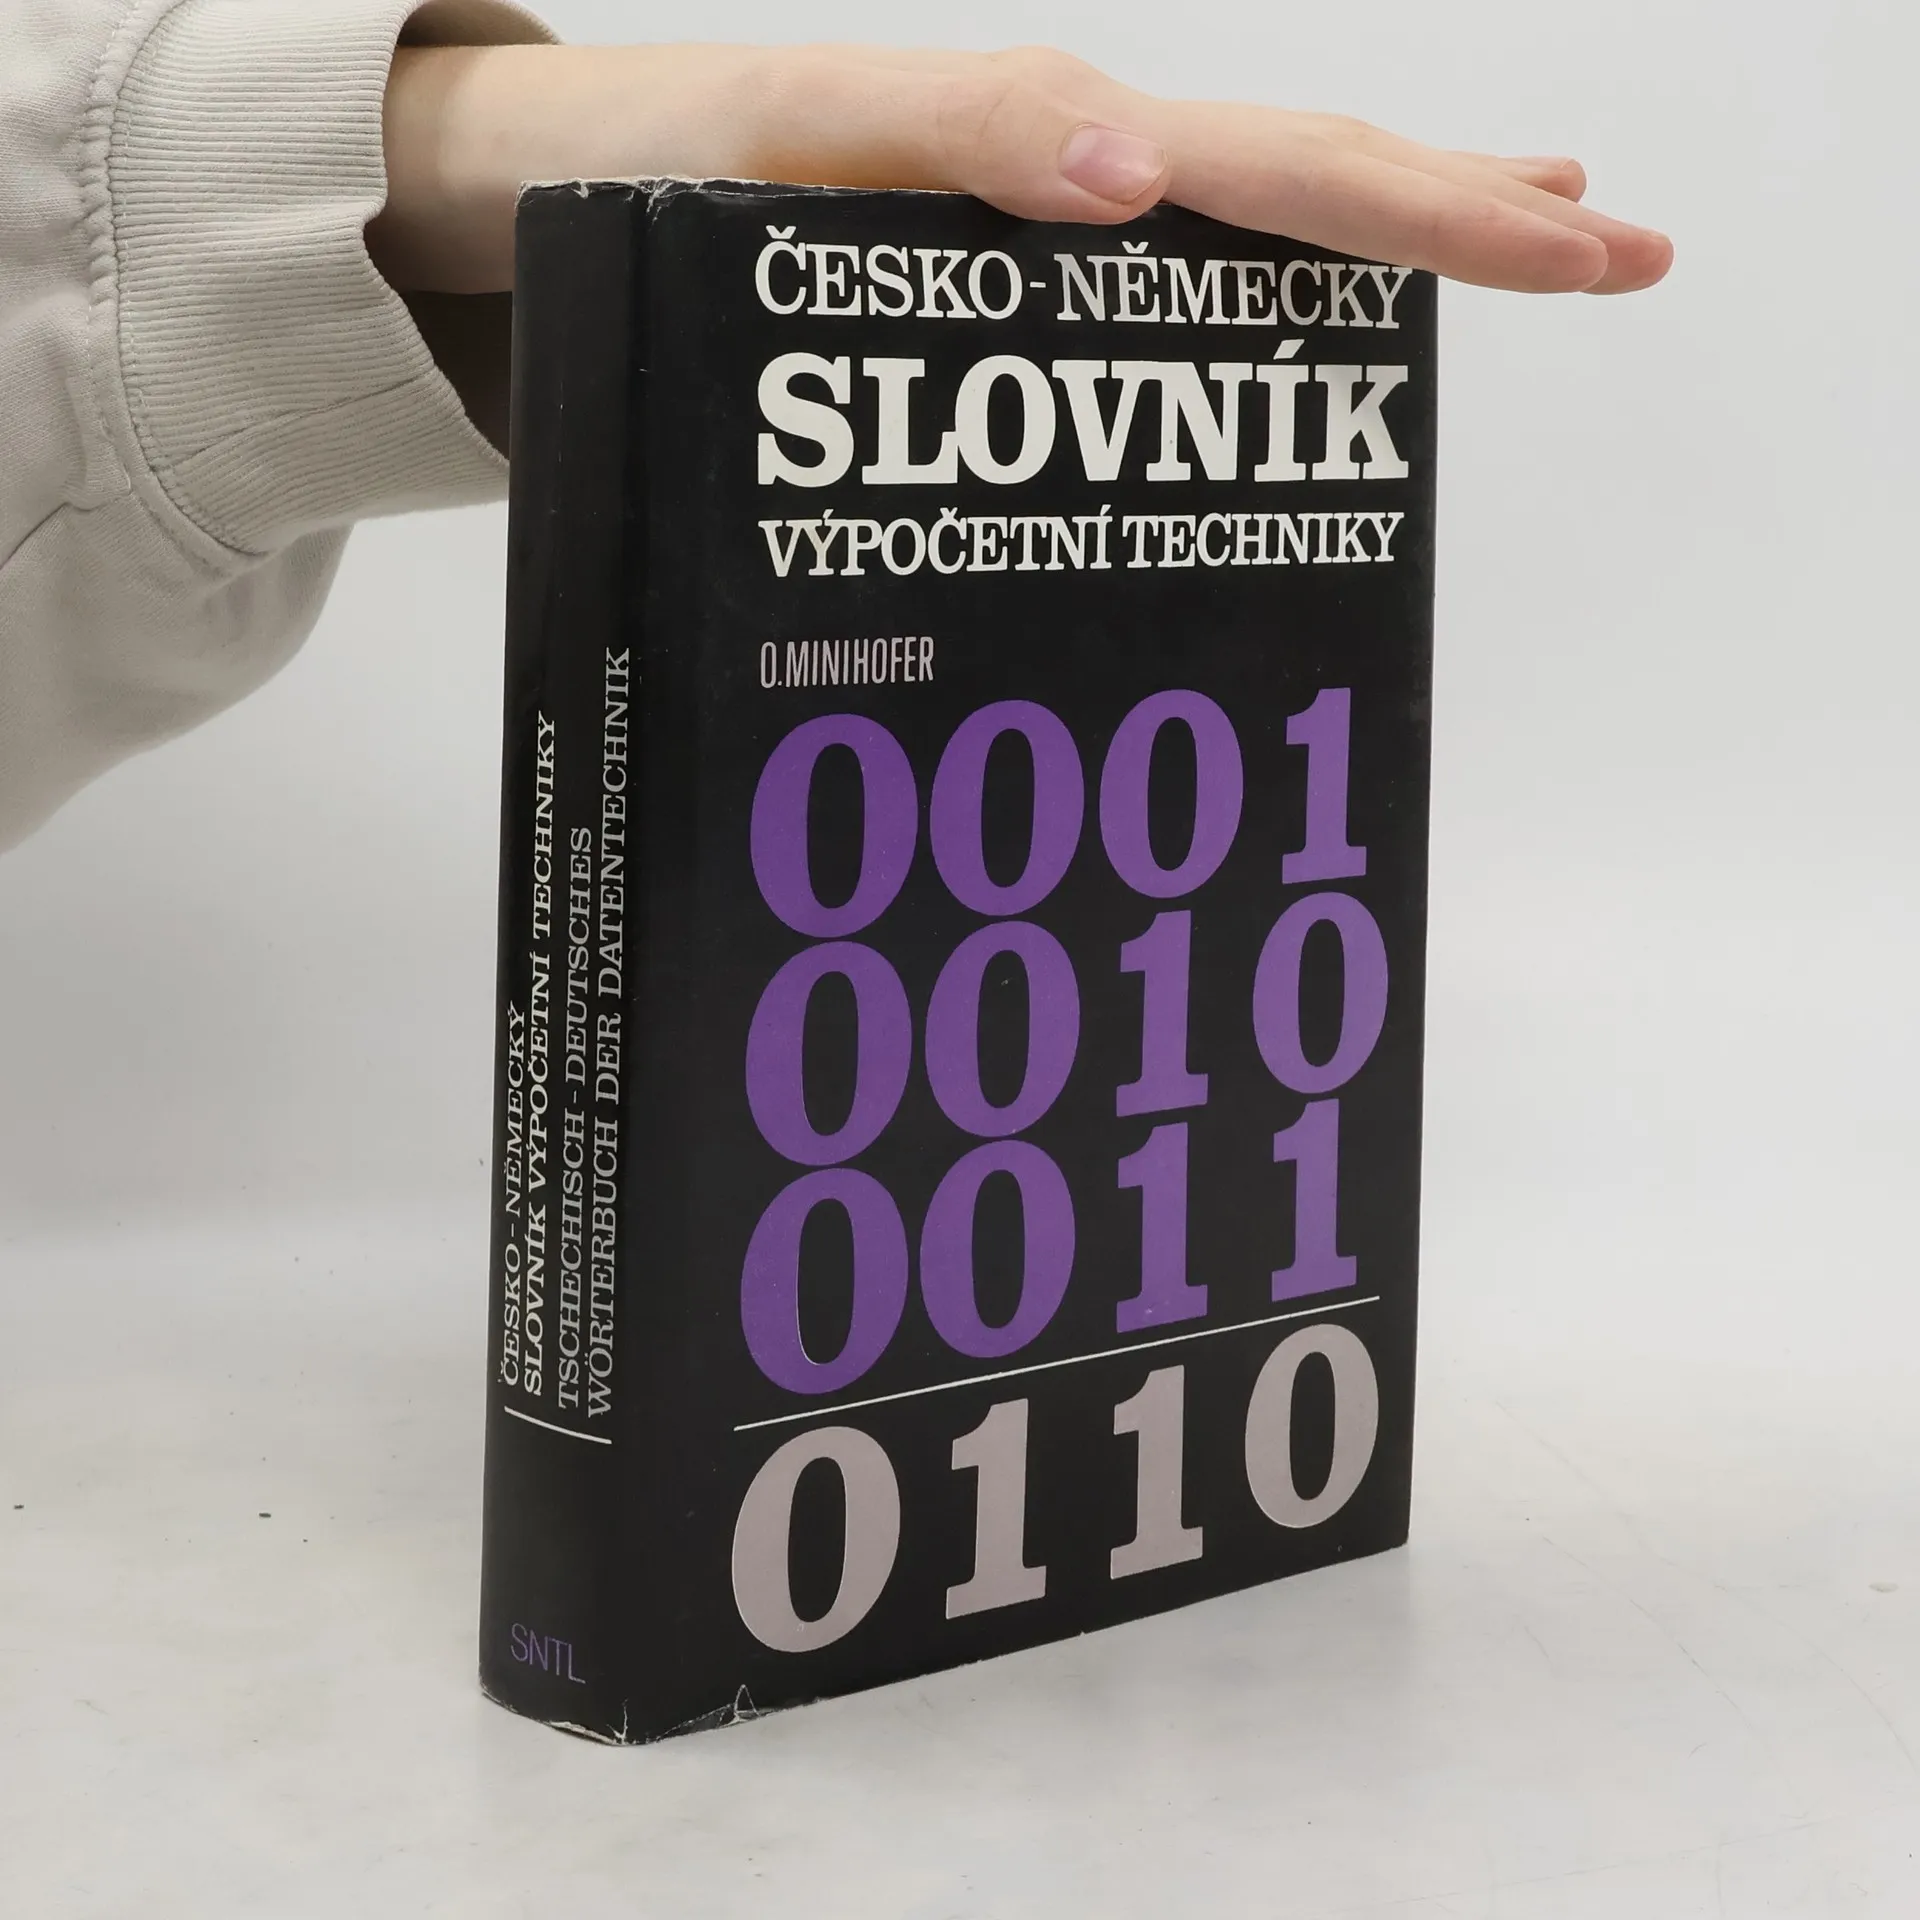 ČESKO-NĚMECKÝ
SLOVNÍK
VÝPOČETNÍ TECHNIKY
O. MINIHOFER
0001
0010
0011
0110
ČESKO-NĚMECKÝ
SLOVNÍK VÝPOČETNÍ TECHNIKY
TSCHECHISCH-DEUTSCHES
WÖRTERBUCH DER DATENTECHNIK
SNTL